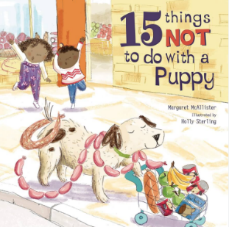 15 things
NOT
to do with a
Puppy
Margaret McAllister
Illustrated by
Holly Sterling